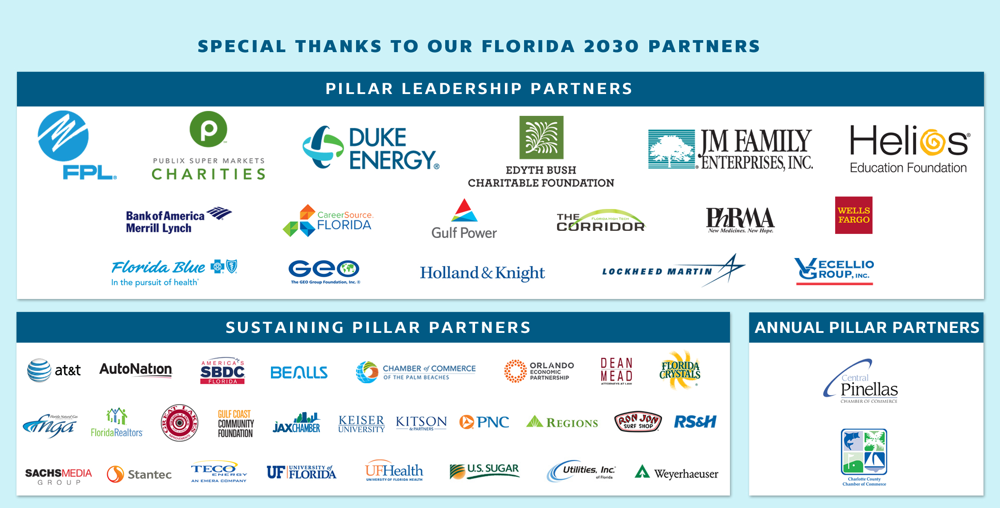 SPECIAL THANKS TO OUR FLORIDA 2030 PARTNERS
PILLAR LEADERSHIP PARTNERS
FPL®
P
PUBLIX SUPER MARKETS
CHARITIES
DUKE
ENERGY®
EDYTH BUSH
CHARITABLE FOUNDATION
JM FAMILY
ENTERPRISES, INC.
Helios®
Education Foundation
Bank of America
Merrill Lynch
CareerSource
FLORIDA
Gulf Power
THE
FLORIDA HIGH TECH
CORRIDOR
PhRMA
New Medicines. New Hope.
WELLS
FARGO
Florida Blue
In the pursuit of health®
GEO
The GEO Group Foundation, Inc. ®
Holland & Knight
LOCKHEED MARTIN
VECELLIO
GROUP, INC.
SUSTAINING PILLAR PARTNERS
at&t
AutoNation
AMERICA'S
SBDC
FLORIDA
BEALLS
CHAMBER of COMMERCE
OF THE PALM BEACHES
ORLANDO
ECONOMIC
PARTNERSHIP
DEAN
MEAD
ATTORNEYS AT LAW
FLORIDA
CRYSTALS®
Florida Natural Gas
ASSOCIATION
fnga
FloridaRealtors
GREAT LAKES
IMPROVEMENTS
GULF COAST
COMMUNITY
FOUNDATION
JAXCHAMBER
KEISER
UNIVERSITY
KITSON
& PARTNERS
PNC
REGIONS
RON JON
SURF SHOP
RS&H
SACHSMEDIA
GROUP
Stantec
TECO
ENERGY
AN EMERA COMPANY
UF UNIVERSITY of
FLORIDA
UFHealth
UNIVERSITY OF FLORIDA HEALTH
U.S. SUGAR
Utilities, Inc.
of Florida
Weyerhaeuser
ANNUAL PILLAR PARTNERS
Central
Pinellas
CHAMBER OF COMMERCE
Charlotte County
Chamber of Commerce